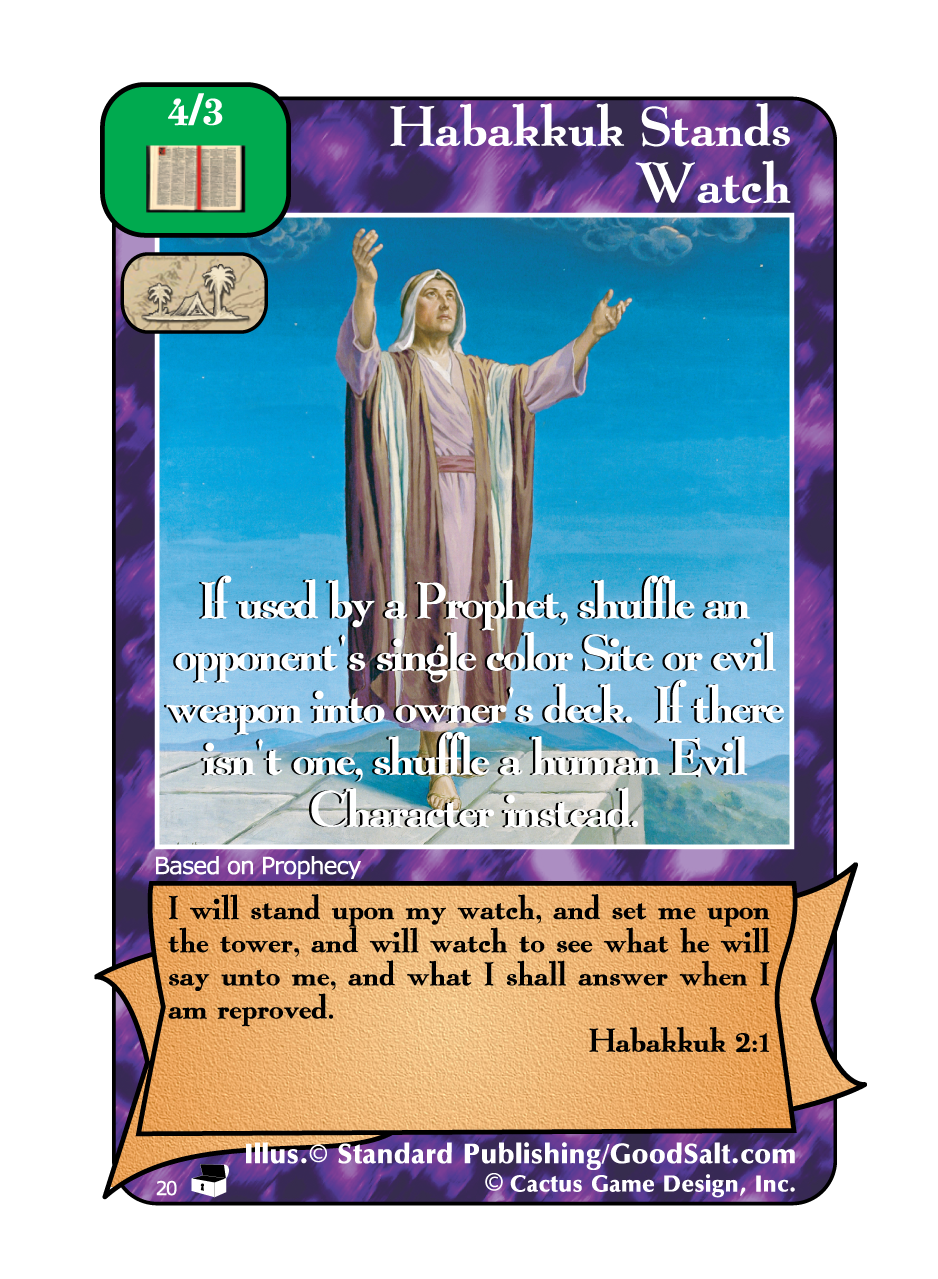 4/3
Habakkuk Stands
Watch
If used by a Prophet, shuffle an
opponent's single color Site or evil
weapon into owner's deck.  If there
isn't one, shuffle a human Evil
Character instead.
Based on Prophecy
I will stand upon my watch, and set me upon
the tower, and will watch to see what he will
say unto me, and what I shall answer when I
am reproved.
Habakkuk 2:1
Illus.© Standard Publishing/GoodSalt.com
20
© Cactus Game Design, Inc.